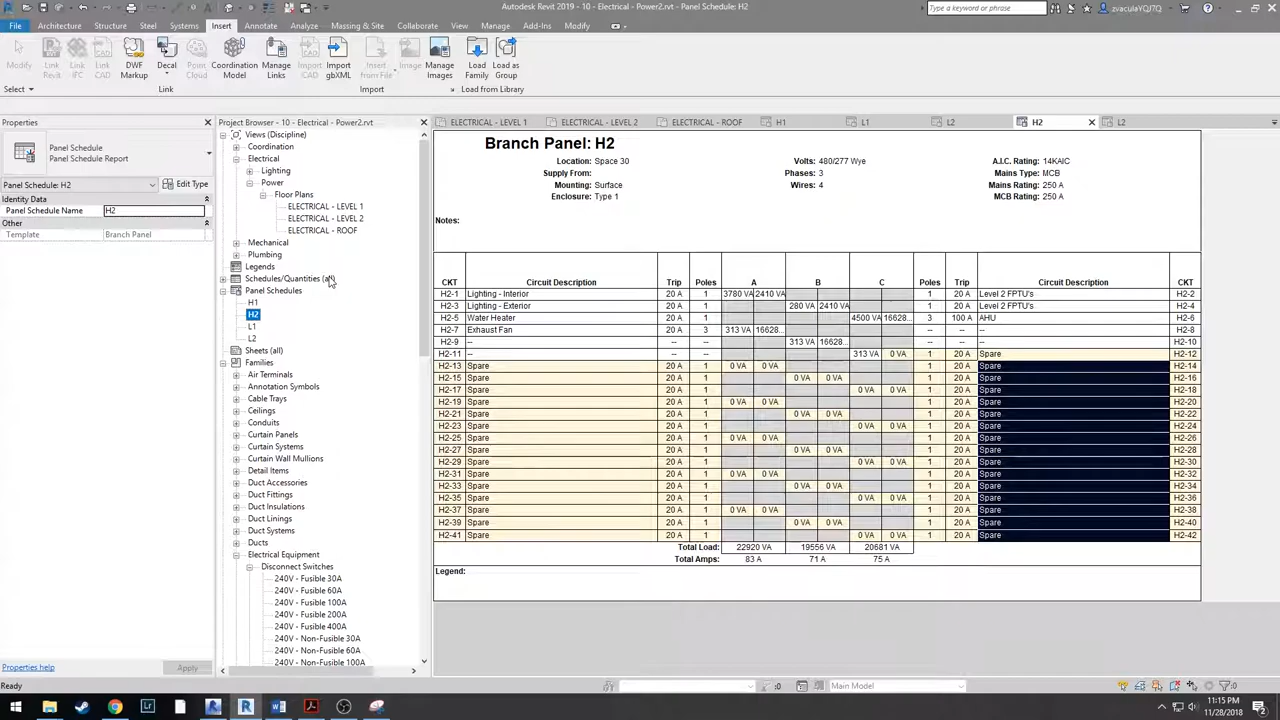 Autodesk Revit 2019 - 10 - Electrical - Power2.rvt - Panel Schedule: H2
Type a keyword or phrase
zvaculaYQJ7Q
File Architecture Structure Steel Systems Insert Annotate Analyze Massing & Site Collaborate View Manage Add-Ins Modify
Modify
Link Revit
Link IFC
Link CAD
DWF Markup
Decal
Coordination Model
Manage Links
Import CAD
Import gbXML
Insert from File
Manage Images
Load Family
Load as Group
Select
Link
Import
Load from Library
Properties
Panel Schedule
Panel Schedule Report
Panel Schedule: H2
Edit Type
Identity Data
Panel Schedule Name H2
Other
Template Branch Panel
Properties help
Apply
Project Browser - 10 - Electrical - Power2.rvt
Views (Discipline)
Coordination
Electrical
Lighting
Power
Floor Plans
ELECTRICAL - LEVEL 1
ELECTRICAL - LEVEL 2
ELECTRICAL - ROOF
Mechanical
Plumbing
Legends
Schedules/Quantities (all)
Panel Schedules
H1
H2
L1
L2
Sheets (all)
Families
Air Terminals
Annotation Symbols
Cable Trays
Ceilings
Conduits
Curtain Panels
Curtain Systems
Curtain Wall Mullions
Detail Items
Duct Accessories
Duct Fittings
Duct Insulations
Duct Linings
Duct Systems
Ducts
Electrical Equipment
Disconnect Switches
240V - Fusible 30A
240V - Fusible 60A
240V - Fusible 100A
240V - Fusible 200A
240V - Fusible 400A
240V - Non-Fusible 30A
240V - Non-Fusible 60A
240V - Non-Fusible 100A
ELECTRICAL - LEVEL 1 ELECTRICAL - LEVEL 2 ELECTRICAL - ROOF H1 L1 L2 H2 L2
Branch Panel: H2
Location: Space 30 Volts: 480/277 Wye A.I.C. Rating: 14KAIC
Supply From: Phases: 3 Mains Type: MCB
Mounting: Surface Wires: 4 Mains Rating: 250 A
Enclosure: Type 1 MCB Rating: 250 A
Notes:
CKT Circuit Description Trip Poles A B C Poles Trip Circuit Description CKT
H2-1 Lighting - Interior 20 A 1 3780 VA 2410 VA 1 20 A Level 2 FPTU's H2-2
H2-3 Lighting - Exterior 20 A 1 280 VA 2410 VA 1 20 A Level 2 FPTU's H2-4
H2-5 Water Heater 20 A 1 4500 VA 16628... 3 100 A AHU H2-6
H2-7 Exhaust Fan 20 A 3 313 VA 16628... -- -- -- H2-8
H2-9 -- -- -- 313 VA 16628... -- -- -- H2-10
H2-11 -- -- -- 313 VA 0 VA 1 20 A Spare H2-12
H2-13 Spare 20 A 1 0 VA 0 VA 1 20 A Spare H2-14
H2-15 Spare 20 A 1 0 VA 0 VA 1 20 A Spare H2-16
H2-17 Spare 20 A 1 0 VA 0 VA 1 20 A Spare H2-18
H2-19 Spare 20 A 1 0 VA 0 VA 1 20 A Spare H2-20
H2-21 Spare 20 A 1 0 VA 0 VA 1 20 A Spare H2-22
H2-23 Spare 20 A 1 0 VA 0 VA 1 20 A Spare H2-24
H2-25 Spare 20 A 1 0 VA 0 VA 1 20 A Spare H2-26
H2-27 Spare 20 A 1 0 VA 0 VA 1 20 A Spare H2-28
H2-29 Spare 20 A 1 0 VA 0 VA 1 20 A Spare H2-30
H2-31 Spare 20 A 1 0 VA 0 VA 1 20 A Spare H2-32
H2-33 Spare 20 A 1 0 VA 0 VA 1 20 A Spare H2-34
H2-35 Spare 20 A 1 0 VA 0 VA 1 20 A Spare H2-36
H2-37 Spare 20 A 1 0 VA 0 VA 1 20 A Spare H2-38
H2-39 Spare 20 A 1 0 VA 0 VA 1 20 A Spare H2-40
H2-41 Spare 20 A 1 0 VA 0 VA 1 20 A Spare H2-42
Total Load: 22920 VA 19556 VA 20681 VA
Total Amps: 83 A 71 A 75 A
Legend:
Ready
:0
Main Model
:0
11:15 PM
11/28/2018